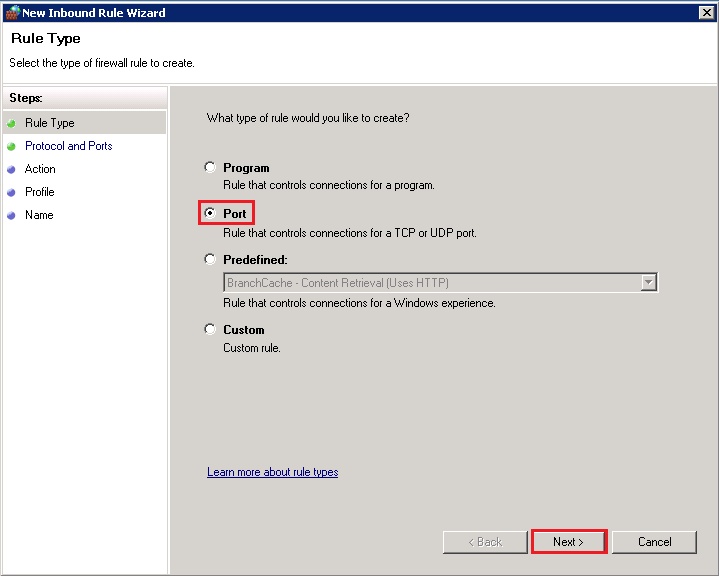 New Inbound Rule Wizard
Rule Type
Select the type of firewall rule to create.
Steps:
Rule Type
Protocol and Ports
Action
Profile
Name
What type of rule would you like to create?
Program
Rule that controls connections for a program.
Port
Rule that controls connections for a TCP or UDP port.
Predefined:
BranchCache - Content Retrieval (Uses HTTP)
Rule that controls connections for a Windows experience.
Custom
Custom rule.
Learn more about rule types
< Back
Next >
Cancel